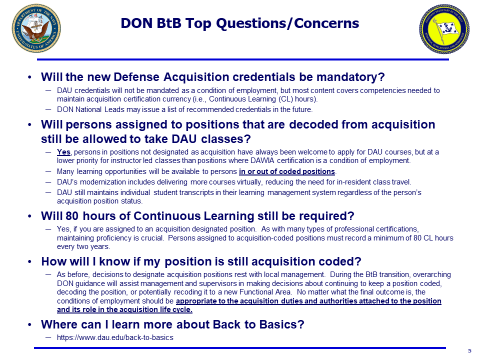 DON BtB Top Questions/Concerns
• Will the new Defense Acquisition credentials be mandatory?
— DAU credentials will not be mandated as a condition of employment, but most content covers competencies needed to
maintain acquisition certification currency (i.e., Continuous Learning (CL) hours).
— DON National Leads may issue a list of recommended credentials in the future.
• Will persons assigned to positions that are decoded from acquisition
still be allowed to take DAU classes?
— Yes, persons in positions not designated as acquisition have always been welcome to apply for DAU courses, but at a
lower priority for instructor led classes than positions where DAWIA certification is a condition of employment.
— Many learning opportunities will be available to persons in or out of coded positions.
— DAU's modernization includes delivering more courses virtually, reducing the need for in-resident class travel.
— DAU still maintains individual student transcripts in their learning management system regardless of the person's
acquisition position status.
• Will 80 hours of Continuous Learning still be required?
— Yes, if you are assigned to an acquisition designated position. As with many types of professional certifications,
maintaining proficiency is crucial. Persons assigned to acquisition-coded positions must record a minimum of 80 CL hours
every two years.
• How will I know if my position is still acquisition coded?
— As before, decisions to designate acquisition positions rest with local management. During the BtB transition, overarching
DON guidance will assist management and supervisors in making decisions about continuing to keep a position coded,
decoding the position, or potentially recoding it to a new Functional Area. No matter what the final outcome is, the
conditions of employment should be appropriate to the acquisition duties and authorities attached to the position
and its role in the acquisition life cycle.
• Where can I learn more about Back to Basics?
— https://www.dau.edu/back-to-basics